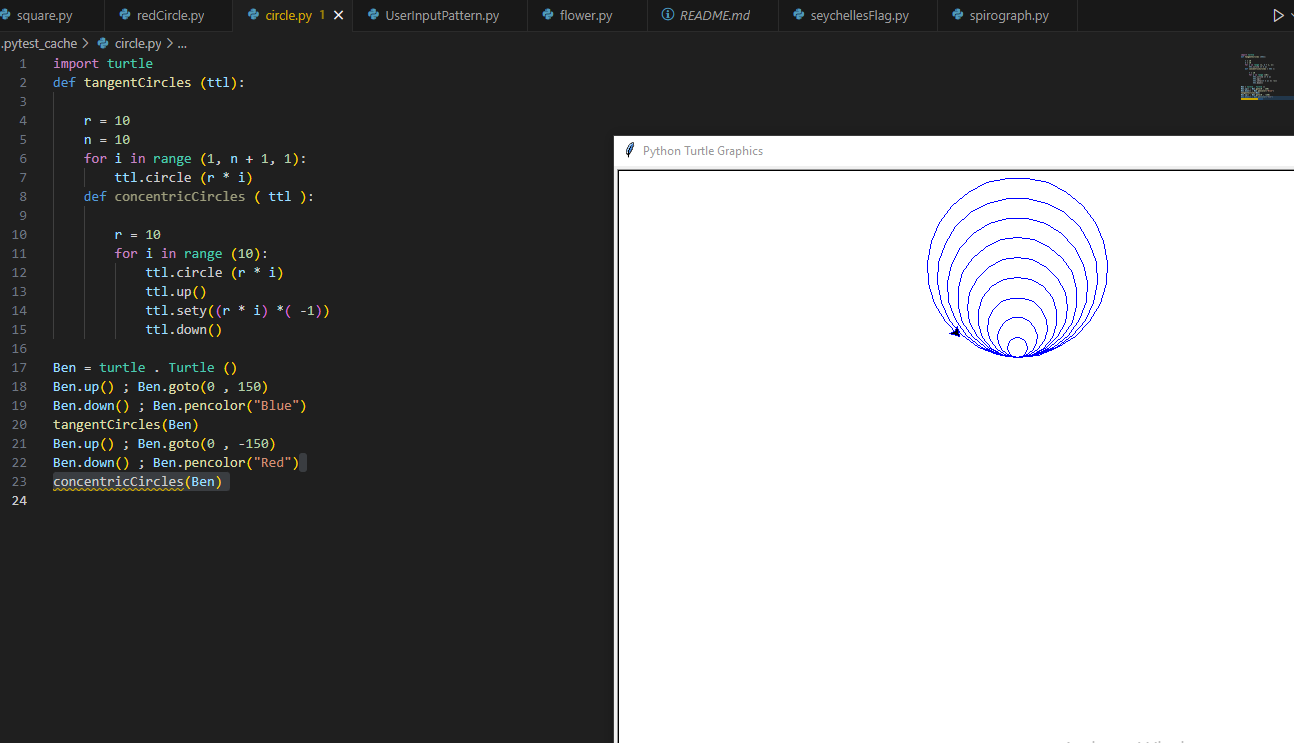 square.py redCircle.py circle.py 1 UserInputPattern.py flower.py README.md seychellesFlag.py spirograph.py
.pytest_cache > circle.py > ...
1 import turtle
2 def tangentCircles (ttl):
3
4 r = 10
5 n = 10
6 for i in range (1, n + 1, 1):
7 ttl.circle (r * i)
8 def concentricCircles ( ttl ):
9
10 r = 10
11 for i in range (10):
12 ttl.circle (r * i)
13 ttl.up()
14 ttl.sety((r * i) *( -1))
15 ttl.down()
16
17 Ben = turtle . Turtle ()
18 Ben.up() ; Ben.goto(0 , 150)
19 Ben.down() ; Ben.pencolor("Blue")
20 tangentCircles(Ben)
21 Ben.up() ; Ben.goto(0 , -150)
22 Ben.down() ; Ben.pencolor("Red")
23 concentricCircles(Ben)
24
Python Turtle Graphics